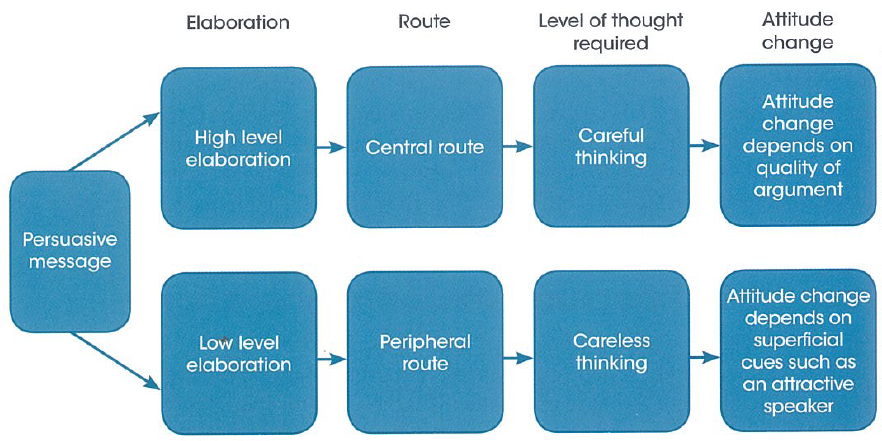 Elaboration
Route
Level of thought
required
Attitude
change
Persuasive
message
High level
elaboration
Central route
Careful
thinking
Attitude
change
depends on
quality of
argument
Low level
elaboration
Peripheral
route
Careless
thinking
Attitude change
depends on
superficial
cues such as
an attractive
speaker